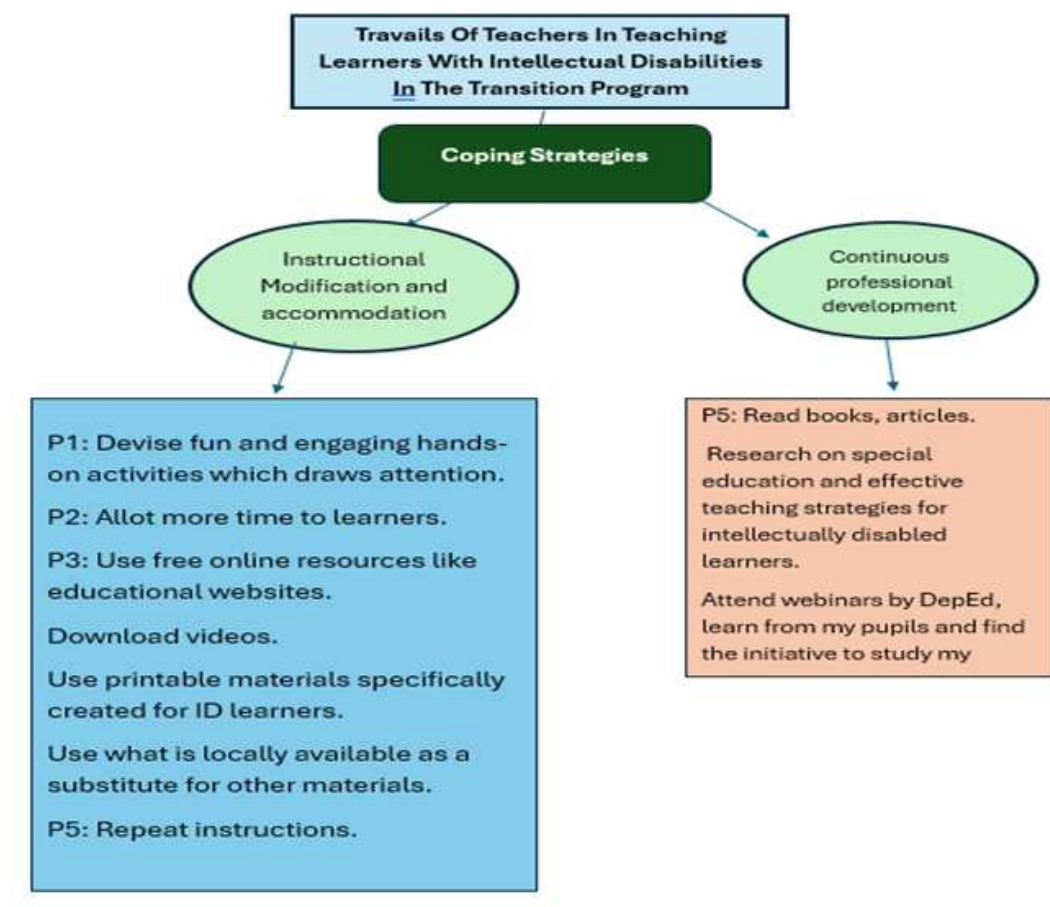 Travails Of Teachers In Teaching
Learners With Intellectual Disabilities
In The Transition Program
Coping Strategies
Instructional
Modification and
accommodation
Continuous
professional
development
P1: Devise fun and engaging hands-
on activities which draws attention.
P2: Allot more time to learners.
P3: Use free online resources like
educational websites.
Download videos.
Use printable materials specifically
created for ID learners.
Use what is locally available as a
substitute for other materials.
P5: Repeat instructions.
P5: Read books, articles.
Research on special
education and effective
teaching strategies for
intellectually disabled
learners.
Attend webinars by DepEd,
learn from my pupils and find
the initiative to study my